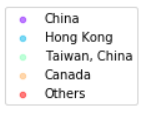 China
Hong Kong
Taiwan, China
Canada
Others